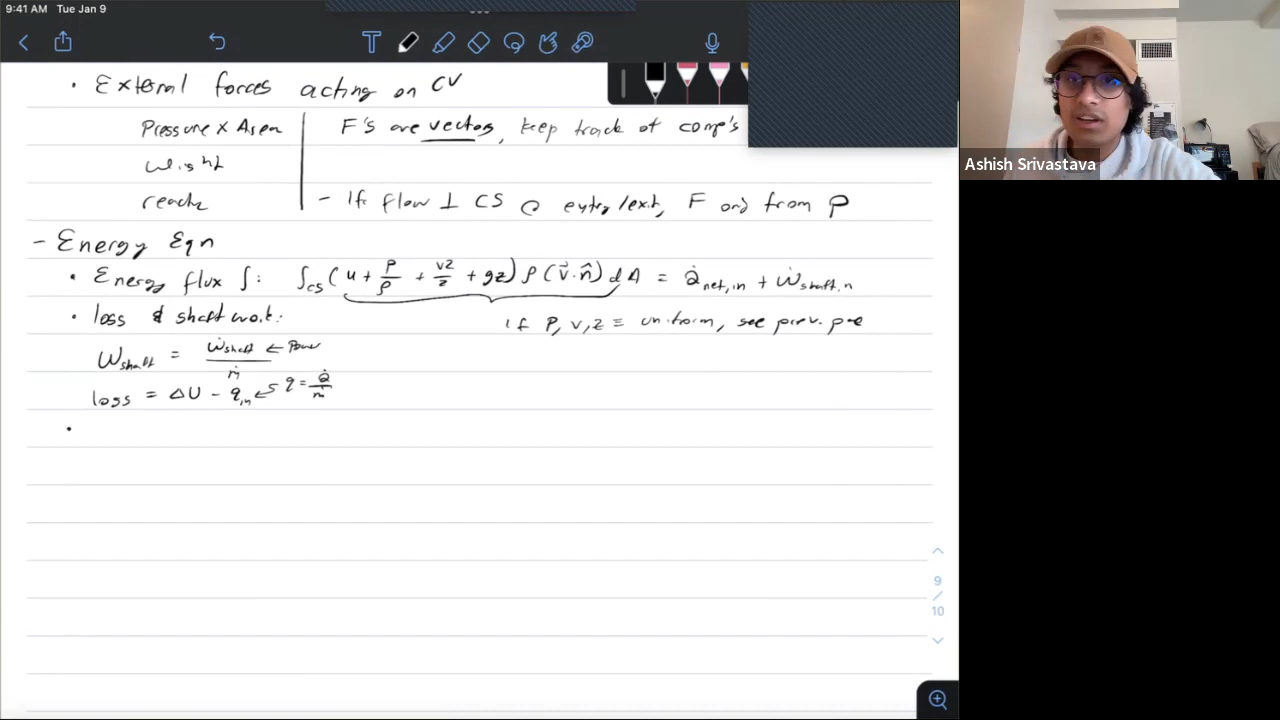 9:41 AM Tue Jan 9
• External forces acting on CV
Pressure x Area
F's are vectors, keep track of comp's
Weight
- If flow ⊥ CS @ entry/exit, F only from P
- Energy Eqn
• Energy flux ∫: ∫cs (u + P/ρ + V²/2 + gz) ρ (V⃗·n̂) dA = Q̇net,in + Ẇshaft,in
• loss & shaft work:
if P, V, z ≡ uniform, see prev.
Wshaft = Ẇshaft/ṁ ← Power
loss = ΔU - qin ← q = Q̇/ṁ
•
Ashish Srivastava
9
/
10